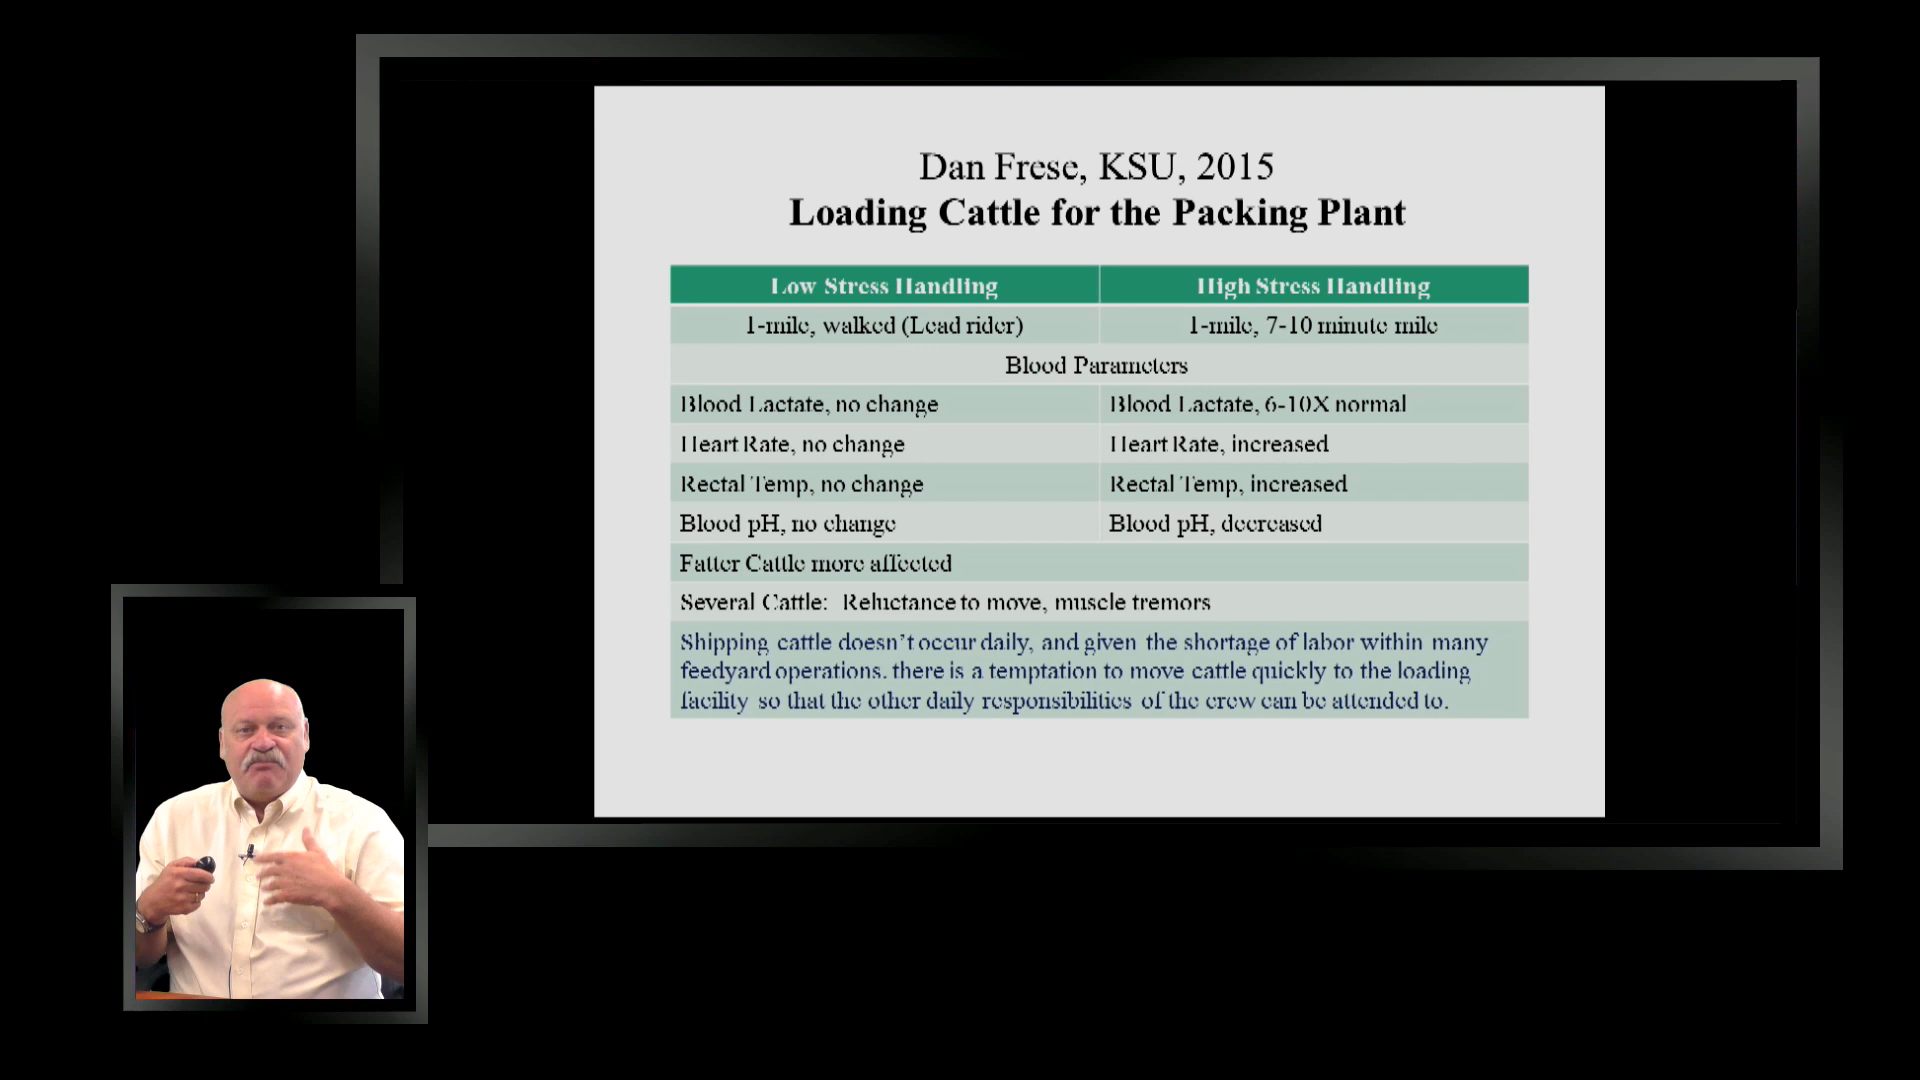 Dan Frese, KSU, 2015
Loading Cattle for the Packing Plant
Low Stress Handling High Stress Handling
1-mile, walked (Lead rider) 1-mile, 7-10 minute mile
Blood Parameters
Blood Lactate, no change Blood Lactate, 6-10X normal
Heart Rate, no change Heart Rate, increased
Rectal Temp, no change Rectal Temp, increased
Blood pH, no change Blood pH, decreased
Fatter Cattle more affected
Several Cattle: Reluctance to move, muscle tremors
Shipping cattle doesn't occur daily, and given the shortage of labor within many
feedyard operations. there is a temptation to move cattle quickly to the loading
facility so that the other daily responsibilities of the crew can be attended to.